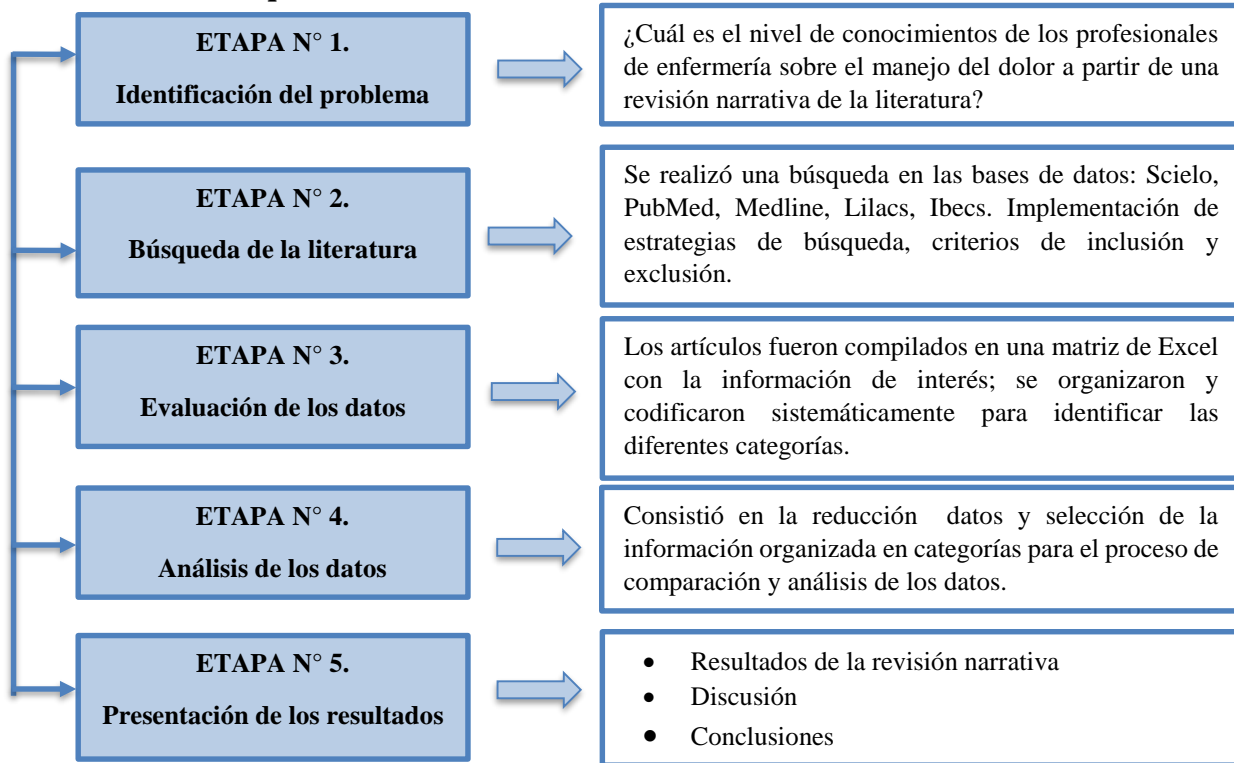 ETAPA N° 1.
Identificación del problema
¿Cuál es el nivel de conocimientos de los profesionales
de enfermería sobre el manejo del dolor a partir de una
revisión narrativa de la literatura?
ETAPA N° 2.
Búsqueda de la literatura
Se realizó una búsqueda en las bases de datos: Scielo,
PubMed, Medline, Lilacs, Ibecs. Implementación de
estrategias de búsqueda, criterios de inclusión y
exclusión.
ETAPA N° 3.
Evaluación de los datos
Los artículos fueron compilados en una matriz de Excel
con la información de interés; se organizaron y
codificaron sistemáticamente para identificar las
diferentes categorías.
ETAPA N° 4.
Análisis de los datos
Consistió en la reducción datos y selección de la
información organizada en categorías para el proceso de
comparación y análisis de los datos.
ETAPA N° 5.
Presentación de los resultados
• Resultados de la revisión narrativa
• Discusión
• Conclusiones